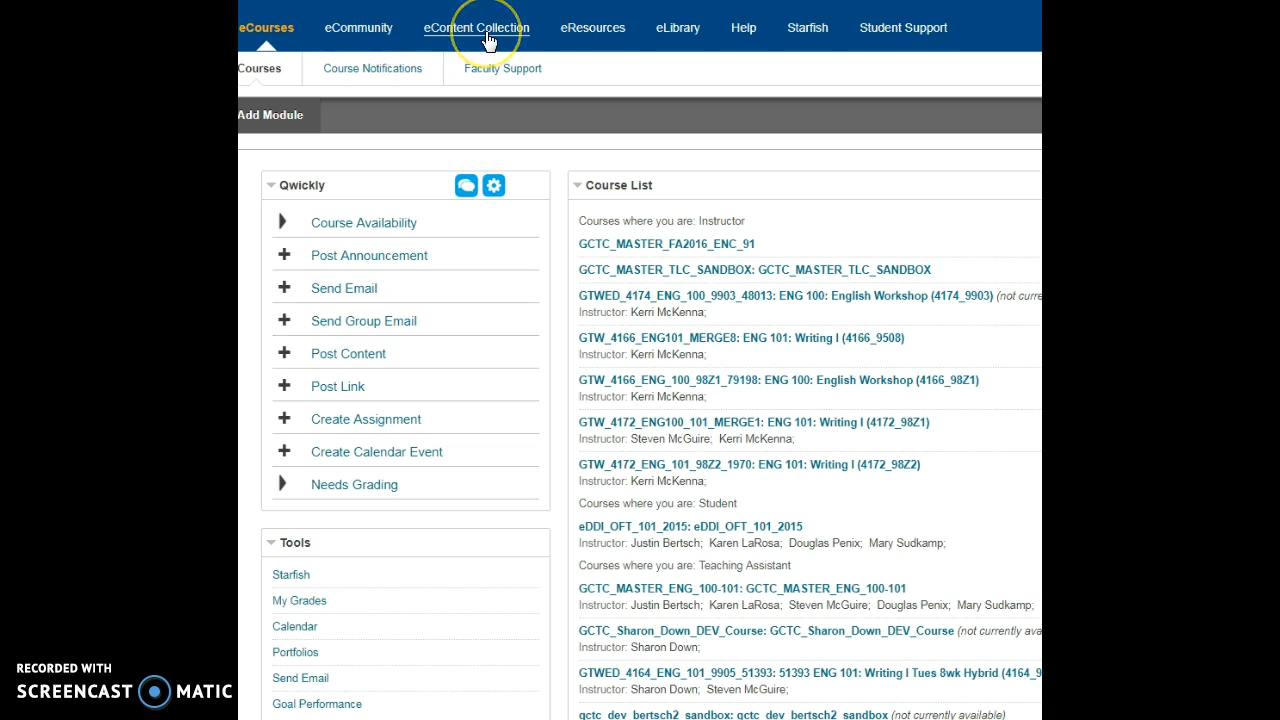 eCourses eCommunity eContent Collection eResources eLibrary Help Starfish Student Support
Courses Course Notifications Faculty Support
Add Module
Qwickly
Course Availability
Post Announcement
Send Email
Send Group Email
Post Content
Post Link
Create Assignment
Create Calendar Event
Needs Grading
Tools
Starfish
My Grades
Calendar
Portfolios
Send Email
Goal Performance
Course List
Courses where you are: Instructor
GCTC_MASTER_FA2016_ENC_91
GCTC_MASTER_TLC_SANDBOX: GCTC_MASTER_TLC_SANDBOX
GTWED_4174_ENG_100_9903_48013: ENG 100: English Workshop (4174_9903) (not curre
Instructor: Kerri McKenna;
GTW_4166_ENG101_MERGE8: ENG 101: Writing I (4166_9508)
Instructor: Kerri McKenna;
GTW_4166_ENG_100_98Z1_79198: ENG 100: English Workshop (4166_98Z1)
Instructor: Kerri McKenna;
GTW_4172_ENG100_101_MERGE1: ENG 101: Writing I (4172_98Z1)
Instructor: Steven McGuire; Kerri McKenna;
GTW_4172_ENG_101_98Z2_1970: ENG 101: Writing I (4172_98Z2)
Instructor: Kerri McKenna;
Courses where you are: Student
eDDI_OFT_101_2015: eDDI_OFT_101_2015
Instructor: Justin Bertsch; Karen LaRosa; Douglas Penix; Mary Sudkamp;
Courses where you are: Teaching Assistant
GCTC_MASTER_ENG_100-101: GCTC_MASTER_ENG_100-101
Instructor: Justin Bertsch; Karen LaRosa; Steven McGuire; Douglas Penix; Mary Sudkamp;
GCTC_Sharon_Down_DEV_Course: GCTC_Sharon_Down_DEV_Course (not currently ava
Instructor: Sharon Down;
GTWED_4164_ENG_101_9905_51393: 51393 ENG 101: Writing I Tues 8wk Hybrid (4164_9
Instructor: Sharon Down; Steven McGuire;
gctc_dev_bertsch2_sandbox: gctc_dev_bertsch2_sandbox (not currently available)
RECORDED WITH
SCREENCAST MATIC